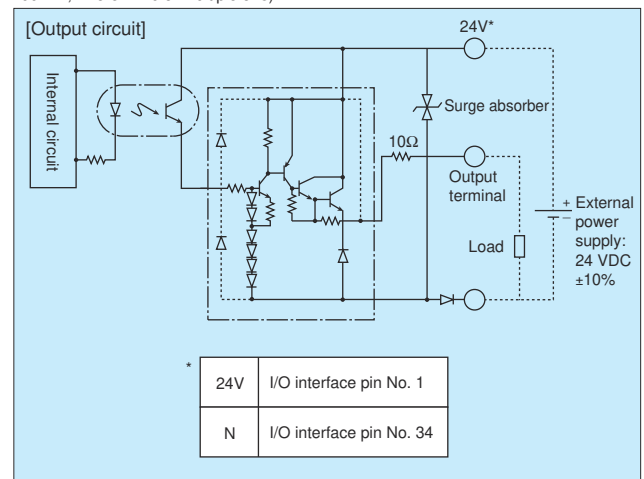 [Output circuit]
24V*
Internal circuit
Surge absorber
10Ω
Output
terminal
Load
+
–
External
power
supply:
24 VDC
±10%
*
24V I/O interface pin No. 1
N I/O interface pin No. 34